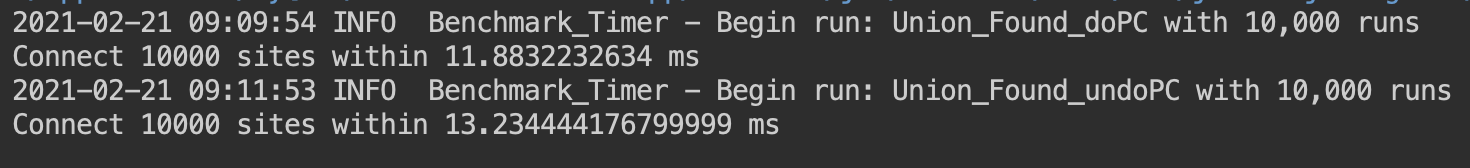 2021-02-21 09:09:54 INFO  Benchmark_Timer - Begin run: Union_Found_doPC with 10,000 runs
Connect 10000 sites within 11.8832232634 ms
2021-02-21 09:11:53 INFO  Benchmark_Timer - Begin run: Union_Found_undoPC with 10,000 runs
Connect 10000 sites within 13.234444176799999 ms